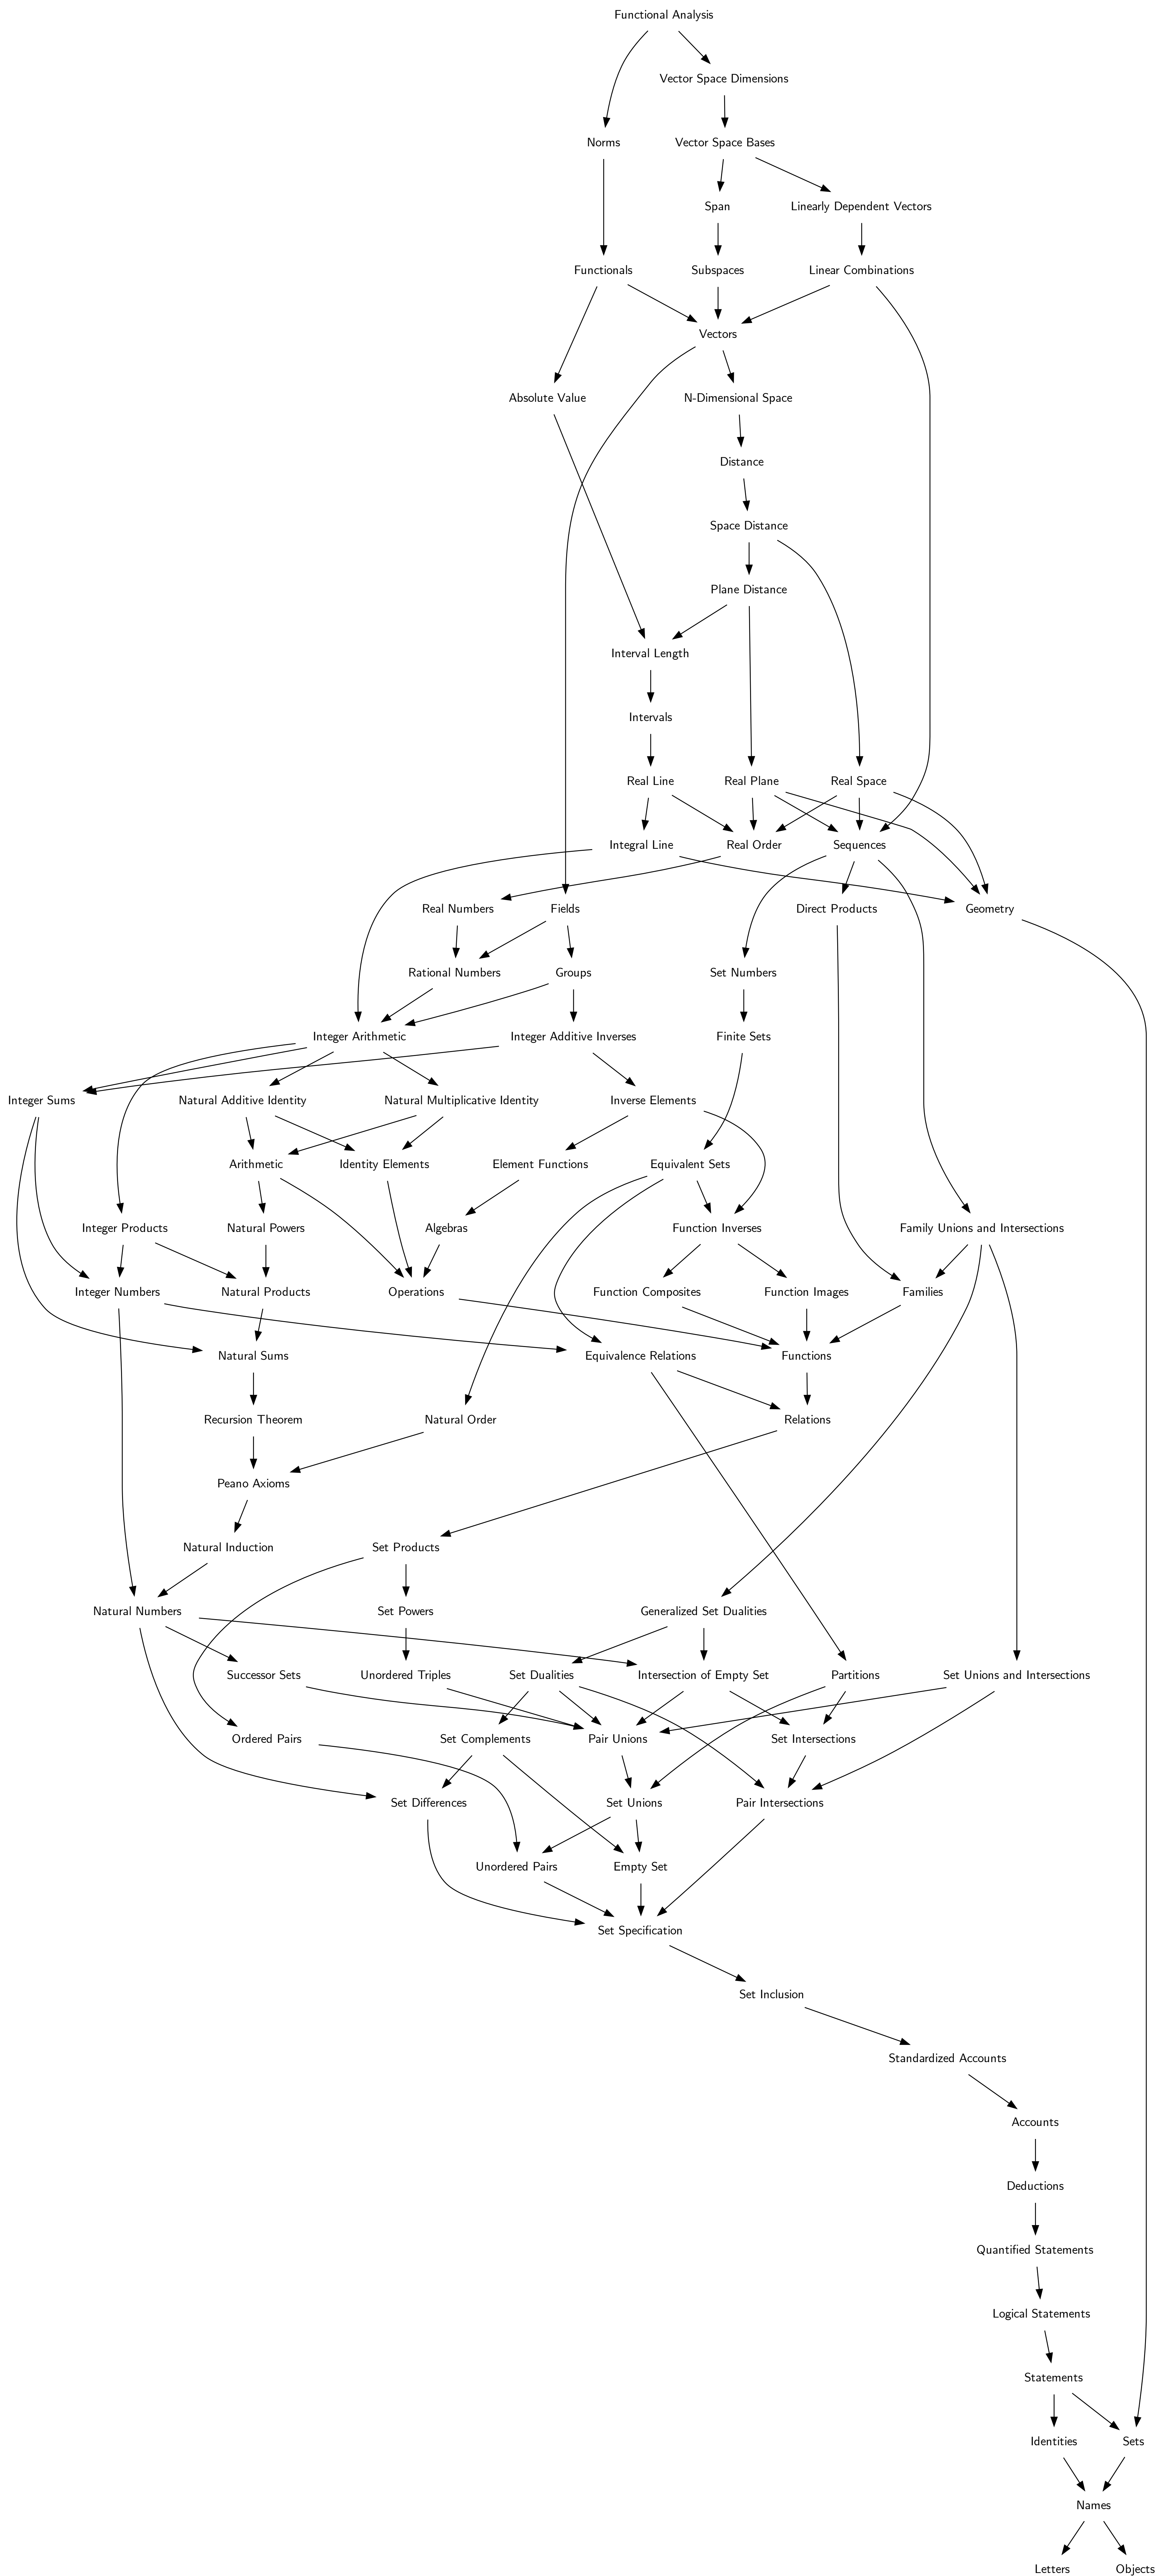 Functional Analysis
Vector Space Dimensions
Norms
Vector Space Bases
Span
Linearly Dependent Vectors
Functionals
Subspaces
Linear Combinations
Vectors
Absolute Value
N-Dimensional Space
Distance
Space Distance
Plane Distance
Interval Length
Intervals
Real Line
Real Plane
Real Space
Integral Line
Real Order
Sequences
Real Numbers
Fields
Direct Products
Geometry
Rational Numbers
Groups
Set Numbers
Integer Arithmetic
Integer Additive Inverses
Finite Sets
Integer Sums
Natural Additive Identity
Natural Multiplicative Identity
Inverse Elements
Arithmetic
Identity Elements
Element Functions
Equivalent Sets
Integer Products
Natural Powers
Algebras
Function Inverses
Family Unions and Intersections
Integer Numbers
Natural Products
Operations
Function Composites
Function Images
Families
Natural Sums
Equivalence Relations
Functions
Recursion Theorem
Natural Order
Relations
Peano Axioms
Natural Induction
Set Products
Natural Numbers
Set Powers
Generalized Set Dualities
Successor Sets
Unordered Triples
Set Dualities
Intersection of Empty Set
Partitions
Set Unions and Intersections
Ordered Pairs
Set Complements
Pair Unions
Set Intersections
Set Differences
Set Unions
Pair Intersections
Unordered Pairs
Empty Set
Set Specification
Set Inclusion
Standardized Accounts
Accounts
Deductions
Quantified Statements
Logical Statements
Statements
Identities
Sets
Names
Letters
Objects